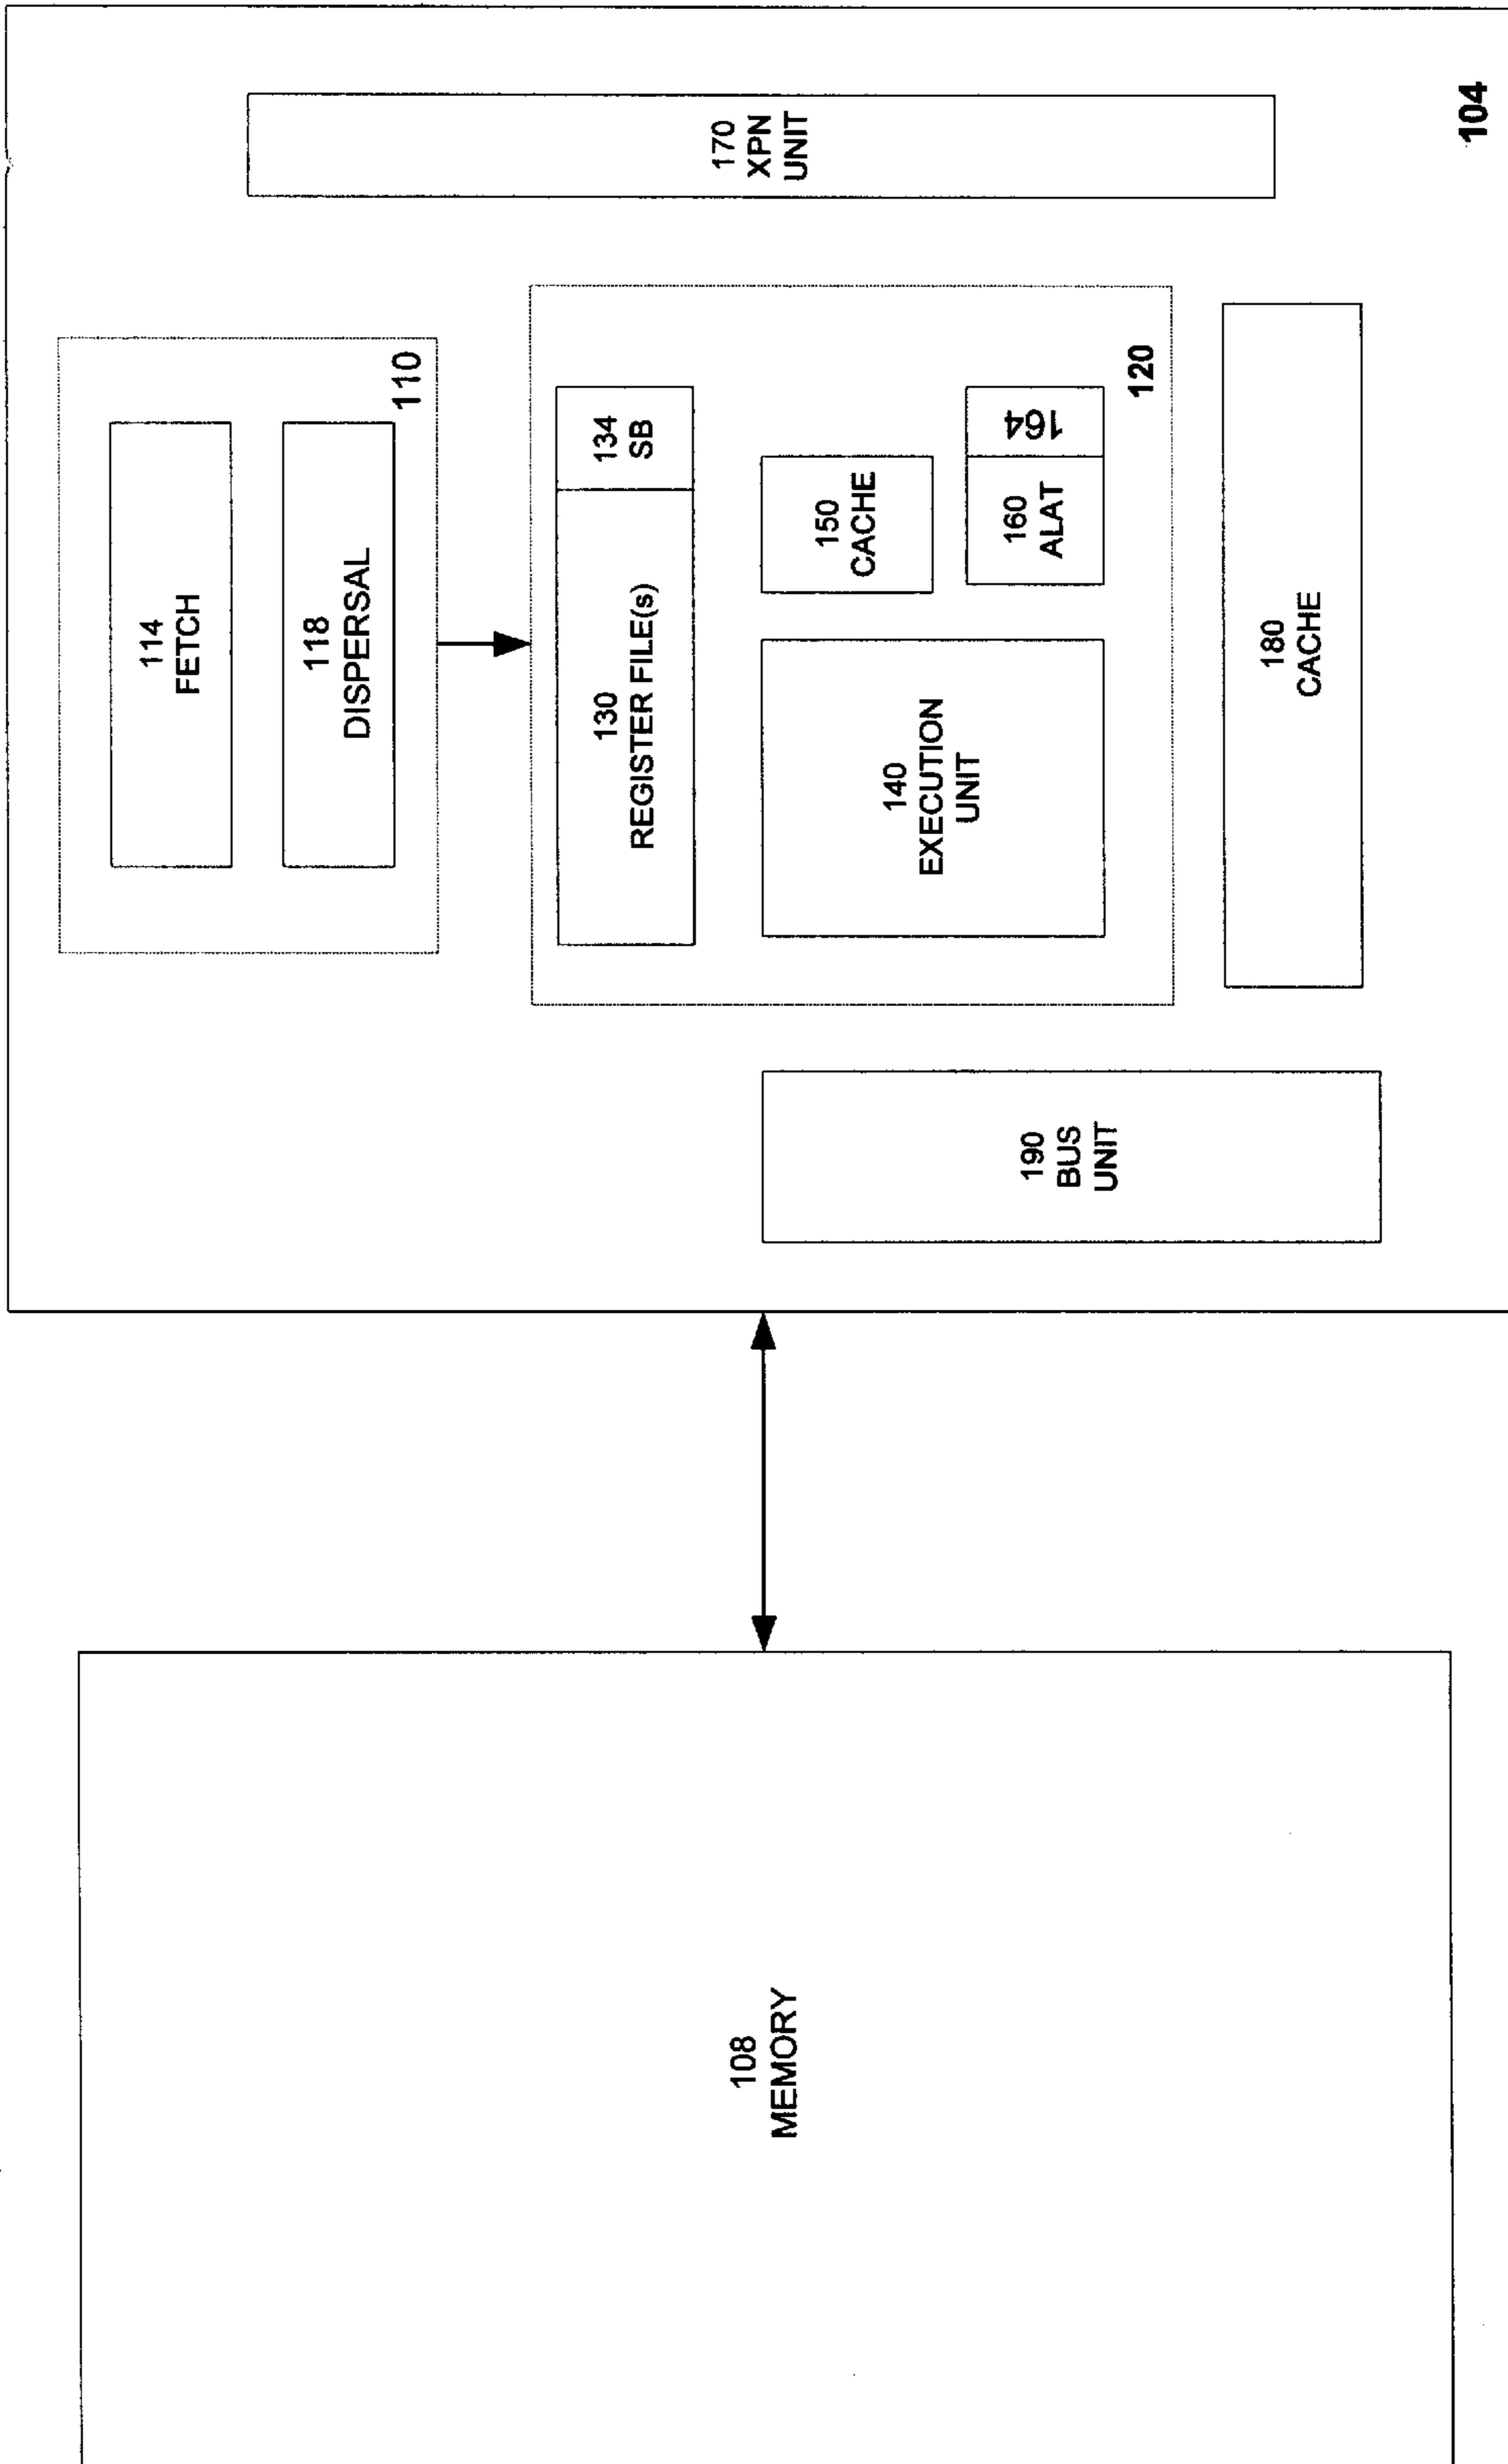 114
FETCH
118
DISPERSAL
110
130
REGISTER FILE(s)
134
SB
170
XPN
UNIT
108
MEMORY
140
EXECUTION
UNIT
150
CACHE
160
ALAT
164
190
BUS
UNIT
120
180
CACHE
104